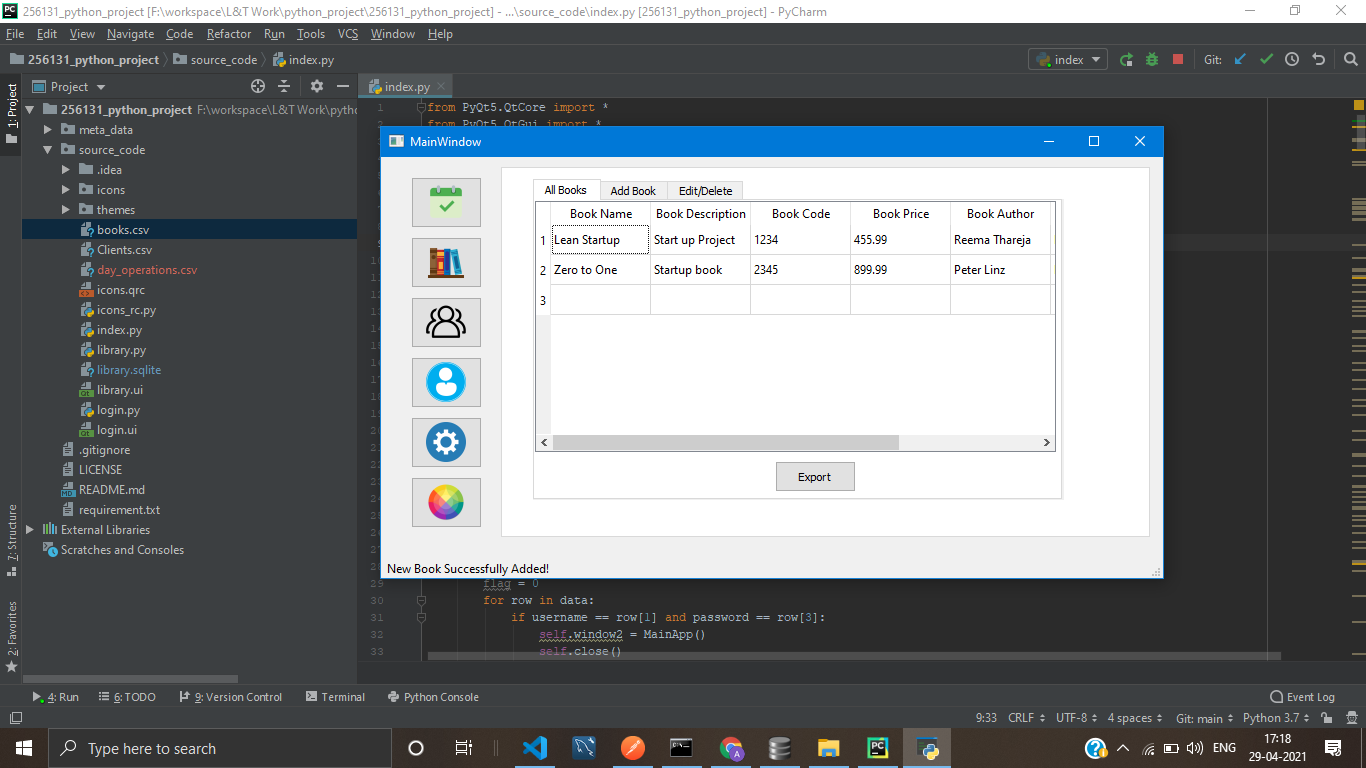 256131_python_project [F:\workspace\L&T Work\python_project\256131_python_project] - ...\source_code\index.py [256131_python_project] - PyCharm
File Edit View Navigate Code Refactor Run Tools VCS Window Help
256131_python_project source_code index.py
index Git:
1: Project
Project
index.py
256131_python_project F:\workspace\L&T Work\pytho
meta_data
source_code
.idea
icons
themes
books.csv
Clients.csv
day_operations.csv
icons.qrc
icons_rc.py
index.py
library.py
library.sqlite
library.ui
login.py
login.ui
.gitignore
LICENSE
README.md
requirement.txt
External Libraries
Scratches and Consoles
7: Structure
2: Favorites
1 from PyQt5.QtCore import *
from PyQt5.QtGui import *
MainWindow
All Books Add Book Edit/Delete
Book Name Book Description Book Code Book Price Book Author
1 Lean Startup Start up Project 1234 455.99 Reema Thareja
2 Zero to One Startup book 2345 899.99 Peter Linz
3
Export
New Book Successfully Added!
29 flag = 0
30 for row in data:
31 if username == row[1] and password == row[3]:
32 self.window2 = MainApp()
33 self.close()
4: Run 6: TODO 9: Version Control Terminal Python Console Event Log
9:33 CRLF UTF-8 4 spaces Git: main Python 3.7
Type here to search
ENG
17:18
29-04-2021